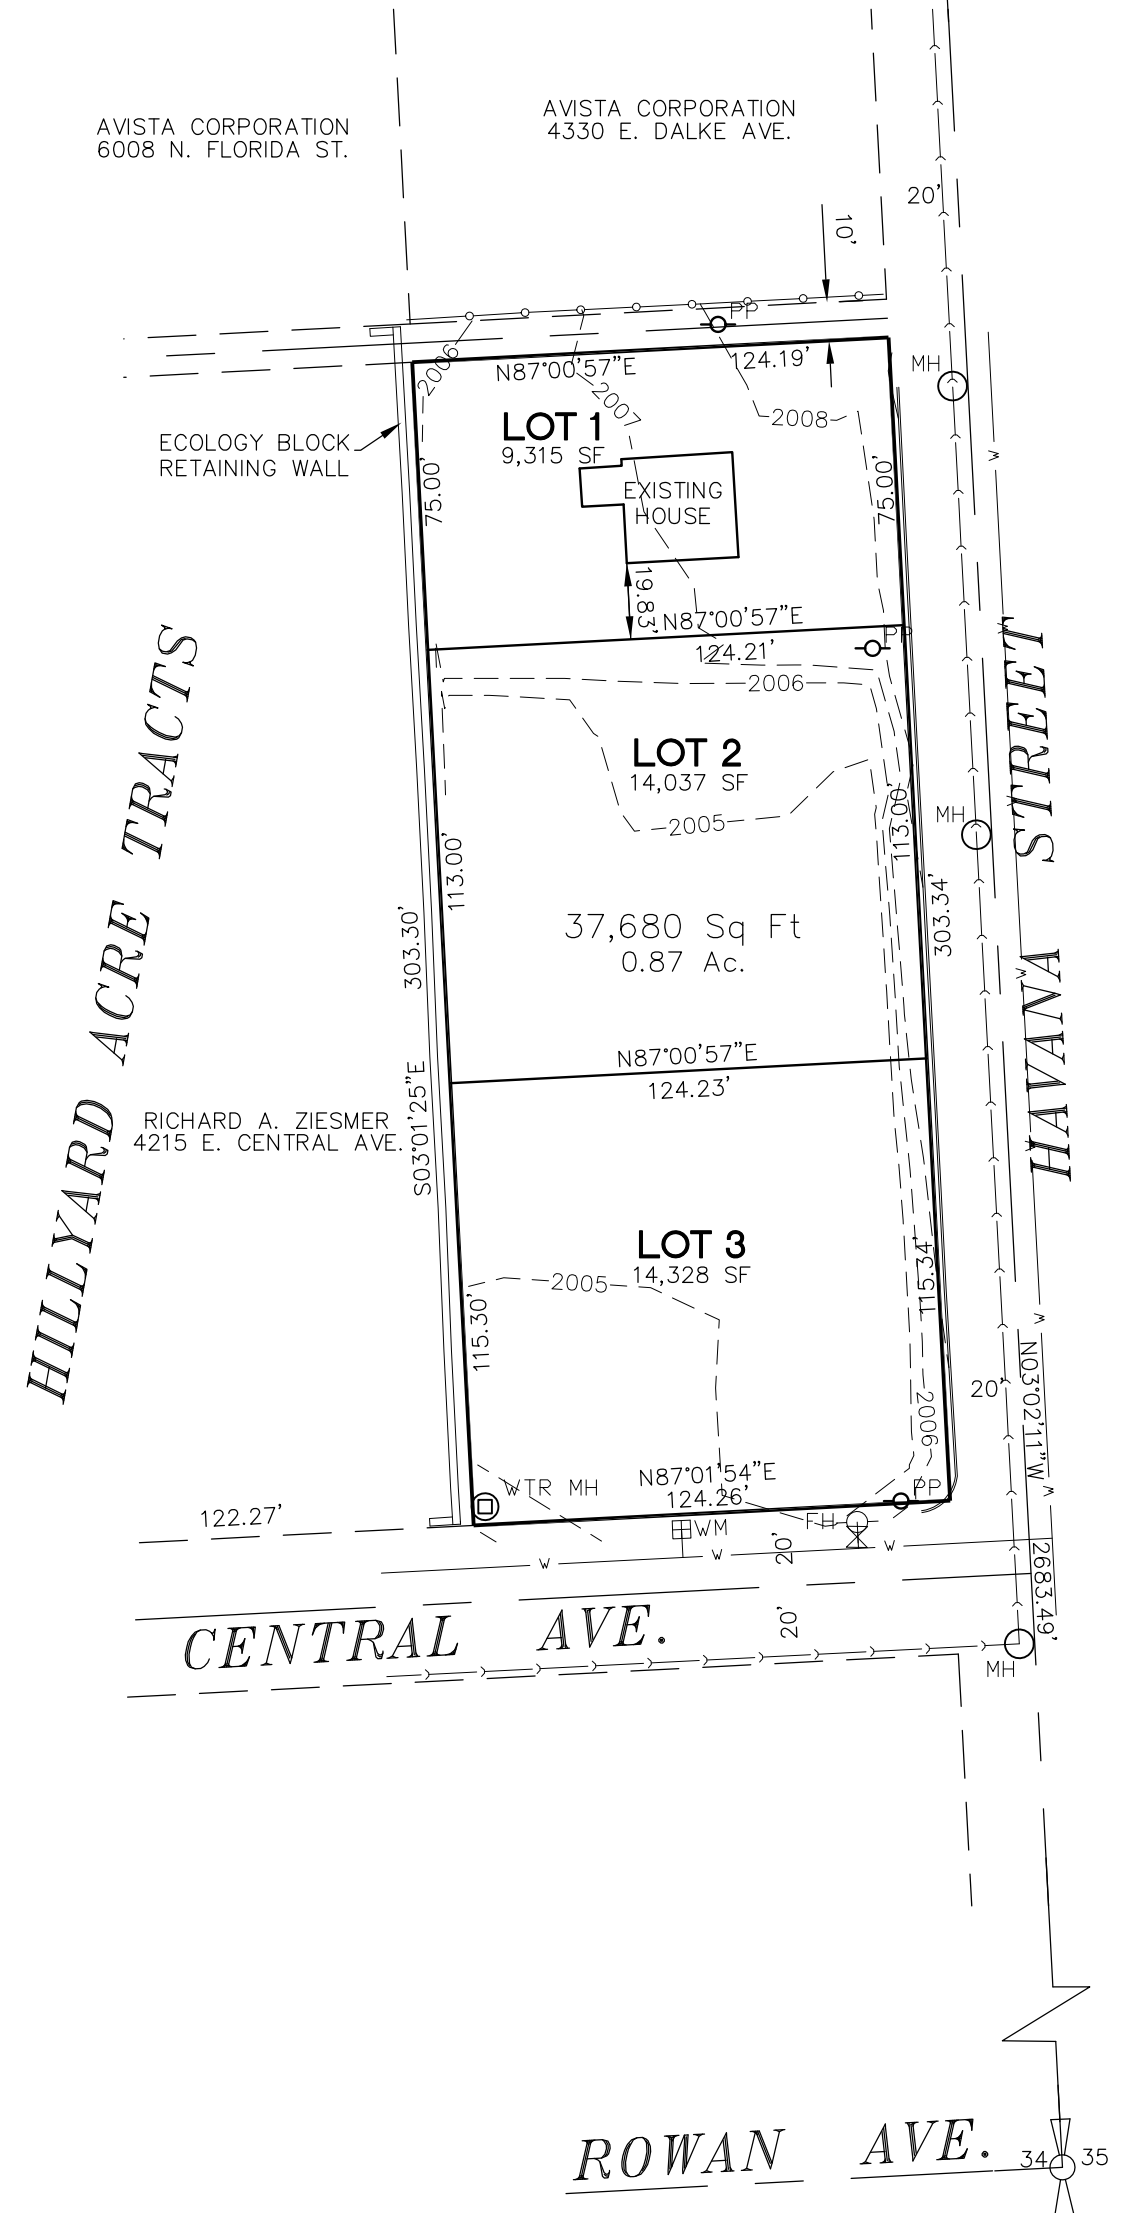 AVISTA CORPORATION
6008 N. FLORIDA ST.
AVISTA CORPORATION
4330 E. DALKE AVE.
20'
10'
PP
2006
N87°00'57"E
124.19'
MH
2007
2008
LOT 1
9,315 SF
ECOLOGY BLOCK
RETAINING WALL
75.00'
75.00'
EXISTING
HOUSE
W
19.83'
N87°00'57"E
124.21'
PP
W
2006
HILLYARD ACRE TRACTS
HAVANA STREET
LOT 2
14,037 SF
2005
113.00'
113.00'
MH
W
303.30'
303.34'
37,680 Sq Ft
0.87 Ac.
W
N87°00'57"E
124.23'
S03°01'25"E
RICHARD A. ZIESMER
4215 E. CENTRAL AVE.
W
LOT 3
14,328 SF
2005
115.30'
115.34'
W
20'
N03°02'11"W
2006
N87°01'54"E
124.26'
WTR MH
PP
W
122.27'
WM
FH
20'
W
W
W
2683.49'
CENTRAL AVE.
20'
MH
ROWAN AVE.
34
35